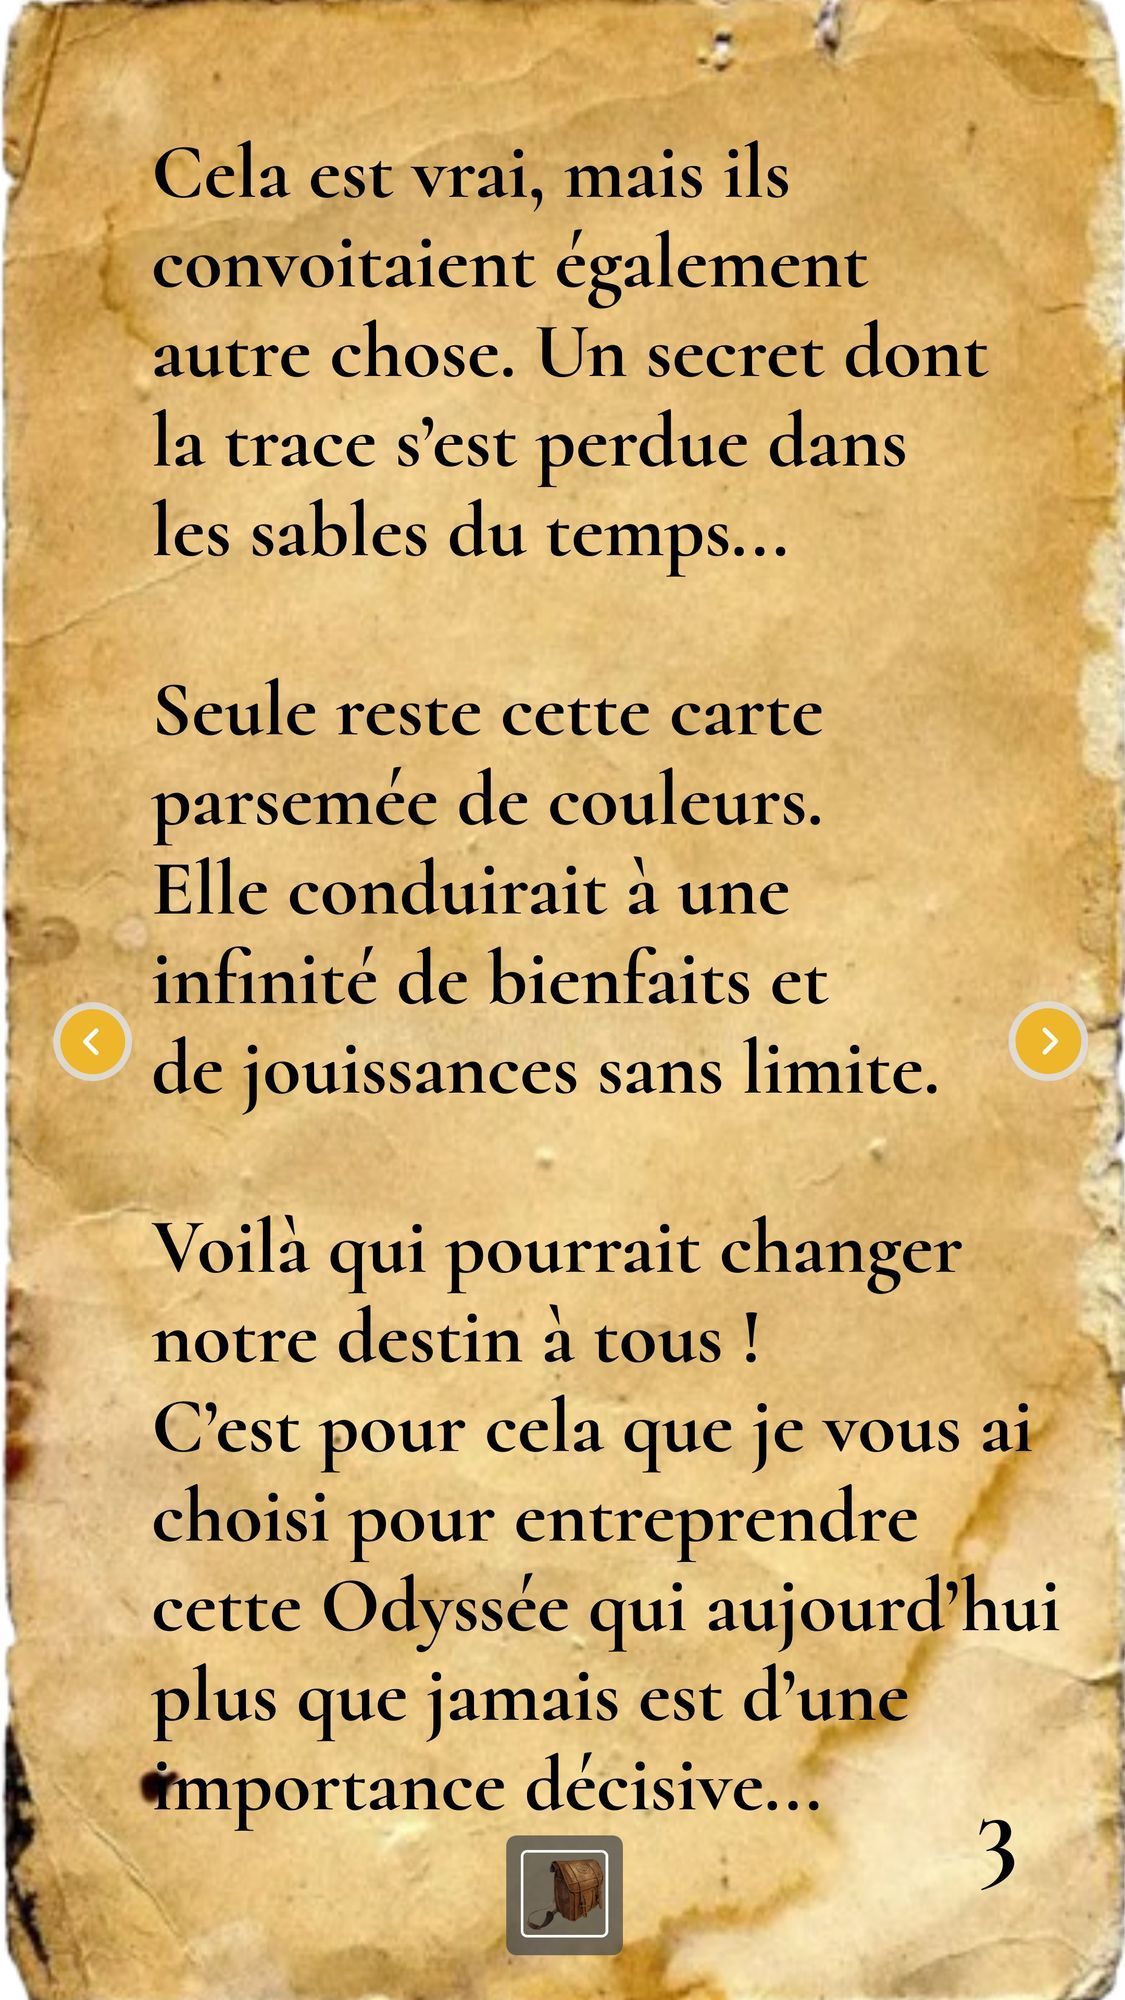 Cela est vrai, mais ils
convoitaient également
autre chose. Un secret dont
la trace s’est perdue dans
les sables du temps...
Seule reste cette carte
parsemée de couleurs.
Elle conduirait à une
infinité de bienfaits et
de jouissances sans limite.
Voilà qui pourrait changer
notre destin à tous !
C’est pour cela que je vous ai
choisi pour entreprendre
cette Odyssée qui aujourd’hui
plus que jamais est d’une
importance décisive...
3